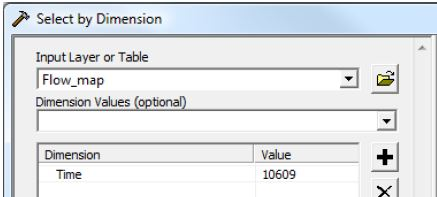 Select by Dimension
Input Layer or Table
Flow_map
Dimension Values (optional)
Dimension Value
Time 10609